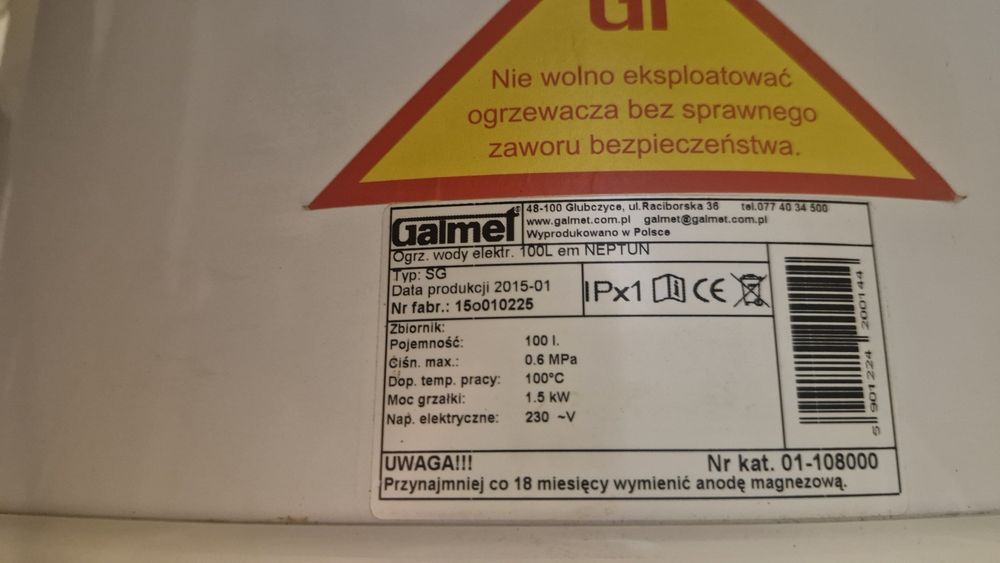 Nie wolno eksploatować
ogrzewacza bez sprawnego
zaworu bezpieczeństwa.
Galmet®
48-100 Głubczyce, ul.Raciborska 36 tel.077 40 34 500
www.galmet.com.pl galmet@galmet.com.pl
Wyprodukowano w Polsce
Ogrz. wody elektr. 100L em NEPTUN
Typ: SG
Data produkcji 2015-01
Nr fabr.: 15o010225
IPx1 i CE
Zbiornik:
Pojemność: 100 l.
Ciśn. max.: 0.6 MPa
Dop. temp. pracy: 100°C
Moc grzałki: 1.5 kW
Nap. elektryczne: 230 ~V
5 901224 200144
UWAGA!!! Nr kat. 01-108000
Przynajmniej co 18 miesięcy wymienić anodę magnezową.